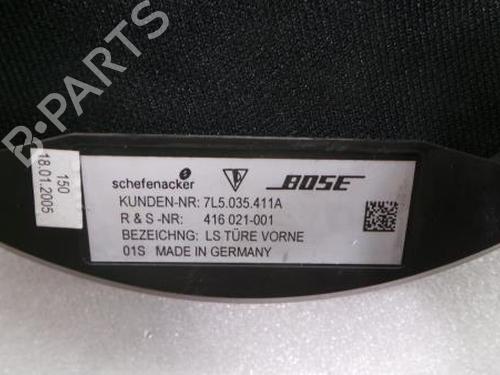 B-PARTS
150
18.01.2005
schefenacker BOSE
KUNDEN-NR: 7L5.035.411A
R & S -NR: 416 021-001
BEZEICHNG: LS TÜRE VORNE
01S MADE IN GERMANY